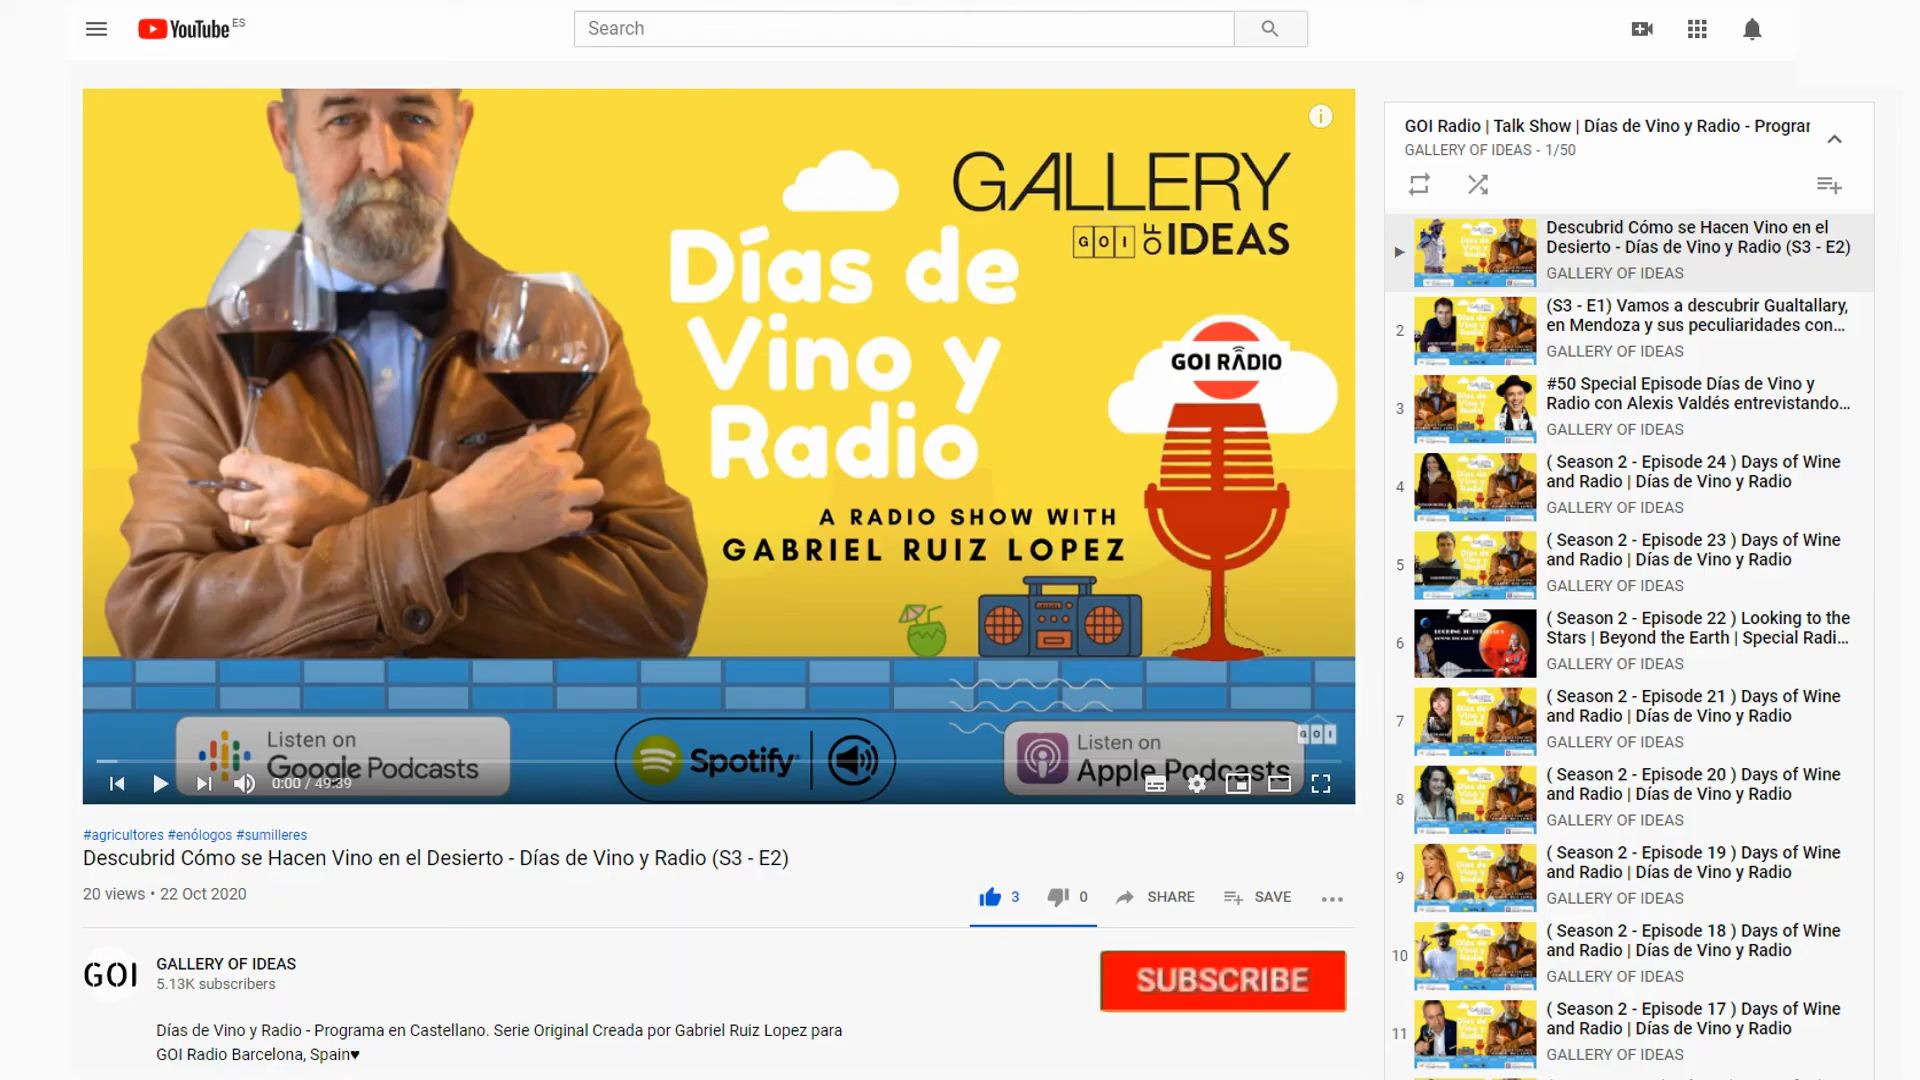 YouTube ES
Search
GALLERY
GOI OF IDEAS
Días de
Vino y
Radio
GOI RÂDIO
A RADIO SHOW WITH
GABRIEL RUIZ LOPEZ
Listen on
Google Podcasts
Spotify
Listen on
Apple Podcasts
GOI
0:00 / 49:39
#agricultores #enólogos #sumilleres
Descubrid Cómo se Hacen Vino en el Desierto - Días de Vino y Radio (S3 - E2)
20 views • 22 Oct 2020
3
0
SHARE
SAVE
GOI
GALLERY OF IDEAS
5.13K subscribers
SUBSCRIBE
Días de Vino y Radio - Programa en Castellano. Serie Original Creada por Gabriel Ruiz Lopez para
GOI Radio Barcelona, Spain♥
GOI Radio | Talk Show | Días de Vino y Radio - Prograr
GALLERY OF IDEAS - 1/50
Descubrid Cómo se Hacen Vino en el
Desierto - Días de Vino y Radio (S3 - E2)
GALLERY OF IDEAS
2
(S3 - E1) Vamos a descubrir Gualtallary,
en Mendoza y sus peculiaridades con...
GALLERY OF IDEAS
3
#50 Special Episode Días de Vino y
Radio con Alexis Valdés entrevistando...
GALLERY OF IDEAS
4
( Season 2 - Episode 24 ) Days of Wine
and Radio | Días de Vino y Radio
GALLERY OF IDEAS
5
( Season 2 - Episode 23 ) Days of Wine
and Radio | Días de Vino y Radio
GALLERY OF IDEAS
6
( Season 2 - Episode 22 ) Looking to the
Stars | Beyond the Earth | Special Radi...
GALLERY OF IDEAS
7
( Season 2 - Episode 21 ) Days of Wine
and Radio | Días de Vino y Radio
GALLERY OF IDEAS
8
( Season 2 - Episode 20 ) Days of Wine
and Radio | Días de Vino y Radio
GALLERY OF IDEAS
9
( Season 2 - Episode 19 ) Days of Wine
and Radio | Días de Vino y Radio
GALLERY OF IDEAS
10
( Season 2 - Episode 18 ) Days of Wine
and Radio | Días de Vino y Radio
GALLERY OF IDEAS
11
( Season 2 - Episode 17 ) Days of Wine
and Radio | Días de Vino y Radio
GALLERY OF IDEAS